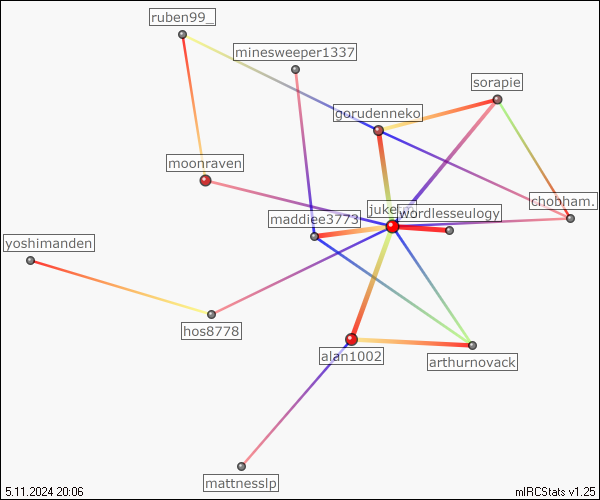 ruben99_
minesweeper1337
sorapie
gorudenneko
moonraven
chobham.
maddiee3773
wordlesseulogy
yoshimanden
hos8778
alan1002
arthurnovack
mattnesslp
5.11.2024 20:06
mIRCStats v1.25